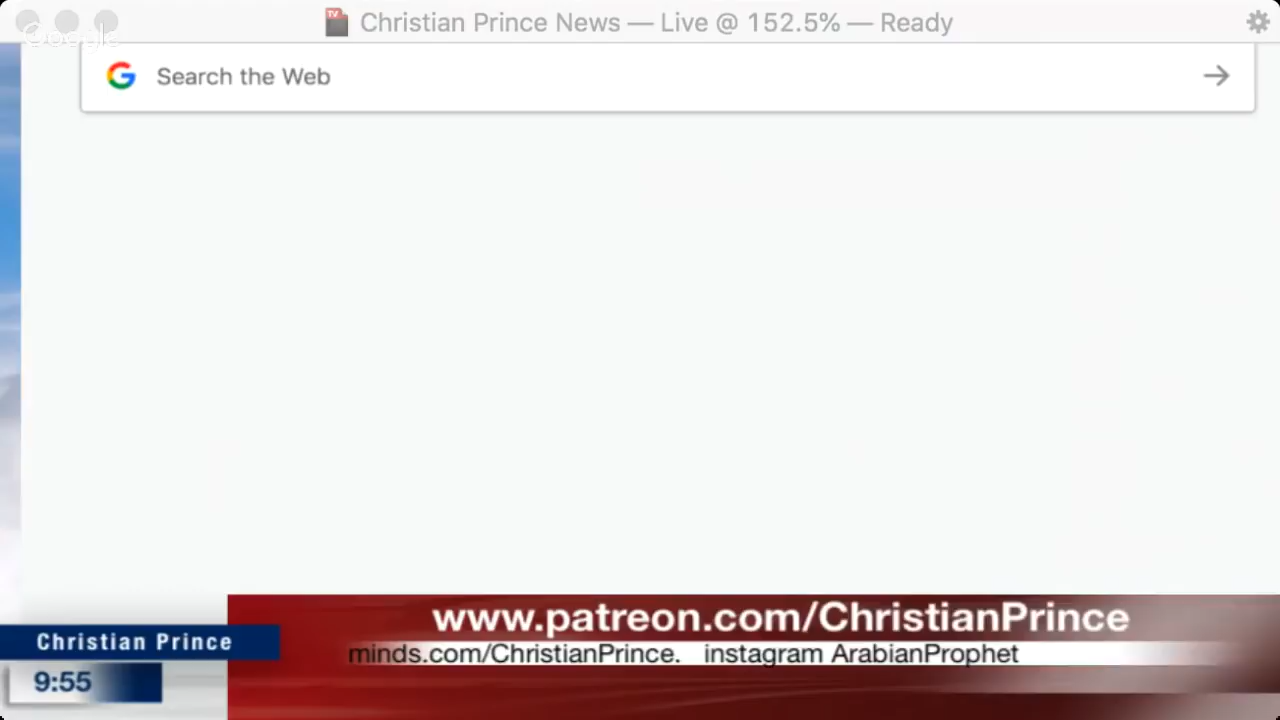 Christian Prince News — Live @ 152.5% — Ready
Google
Search the Web
www.patreon.com/ChristianPrince
minds.com/ChristianPrince. instagram ArabianProphet
Christian Prince
9:55